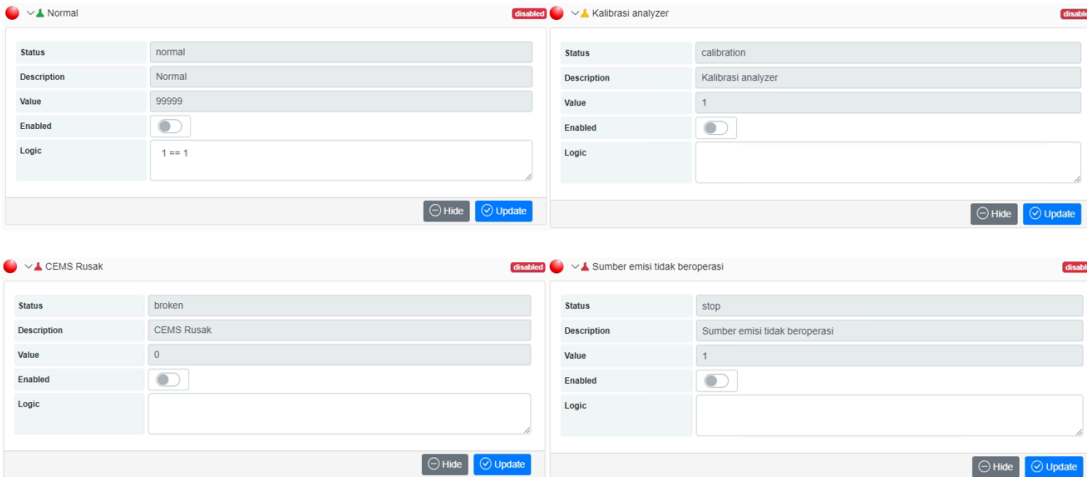 Normal disabled
Status normal
Description Normal
Value 99999
Enabled
Logic 1 == 1
Hide Update
Kalibrasi analyzer disable
Status calibration
Description Kalibrasi analyzer
Value 1
Enabled
Logic
Hide Update
CEMS Rusak disabled
Status broken
Description CEMS Rusak
Value 0
Enabled
Logic
Hide Update
Sumber emisi tidak beroperasi disable
Status stop
Description Sumber emisi tidak beroperasi
Value 1
Enabled
Logic
Hide Update